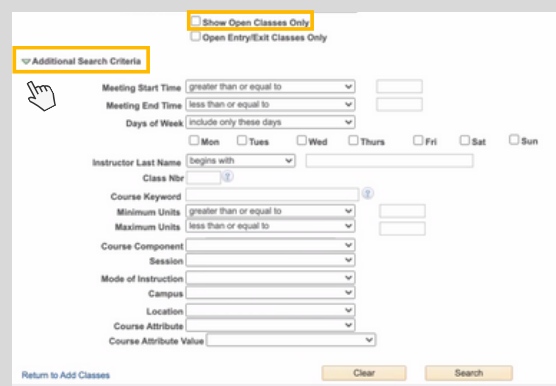 Show Open Classes Only
Open Entry/Exit Classes Only
Additional Search Criteria
Meeting Start Time greater than or equal to
Meeting End Time less than or equal to
Days of Week include only these days
Mon Tues Wed Thurs Fri Sat Sun
Instructor Last Name begins with
Class Nbr
Course Keyword
Minimum Units greater than or equal to
Maximum Units less than or equal to
Course Component
Session
Mode of Instruction
Campus
Location
Course Attribute
Course Attribute Value
Return to Add Classes Clear Search